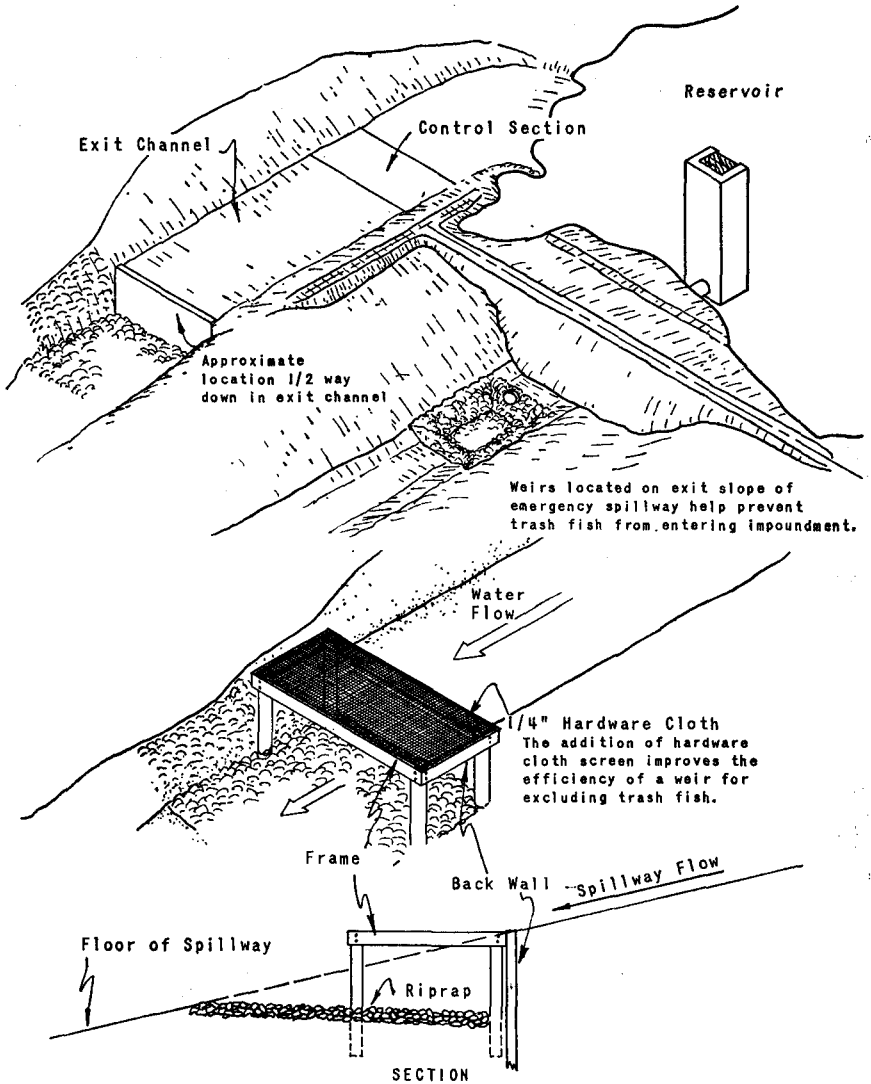 Reservoir
Control Section
Exit Channel
Approximate
location 1/2 way
down in exit channel
Weirs located on exit slope of
emergency spillway help prevent
trash fish from entering impoundment.
Water
Flow
1/4" Hardware Cloth
The addition of hardware
cloth screen improves the
efficiency of a weir for
excluding trash fish.
Frame
Back Wall
Spillway Flow
Floor of Spillway
Riprap
SECTION